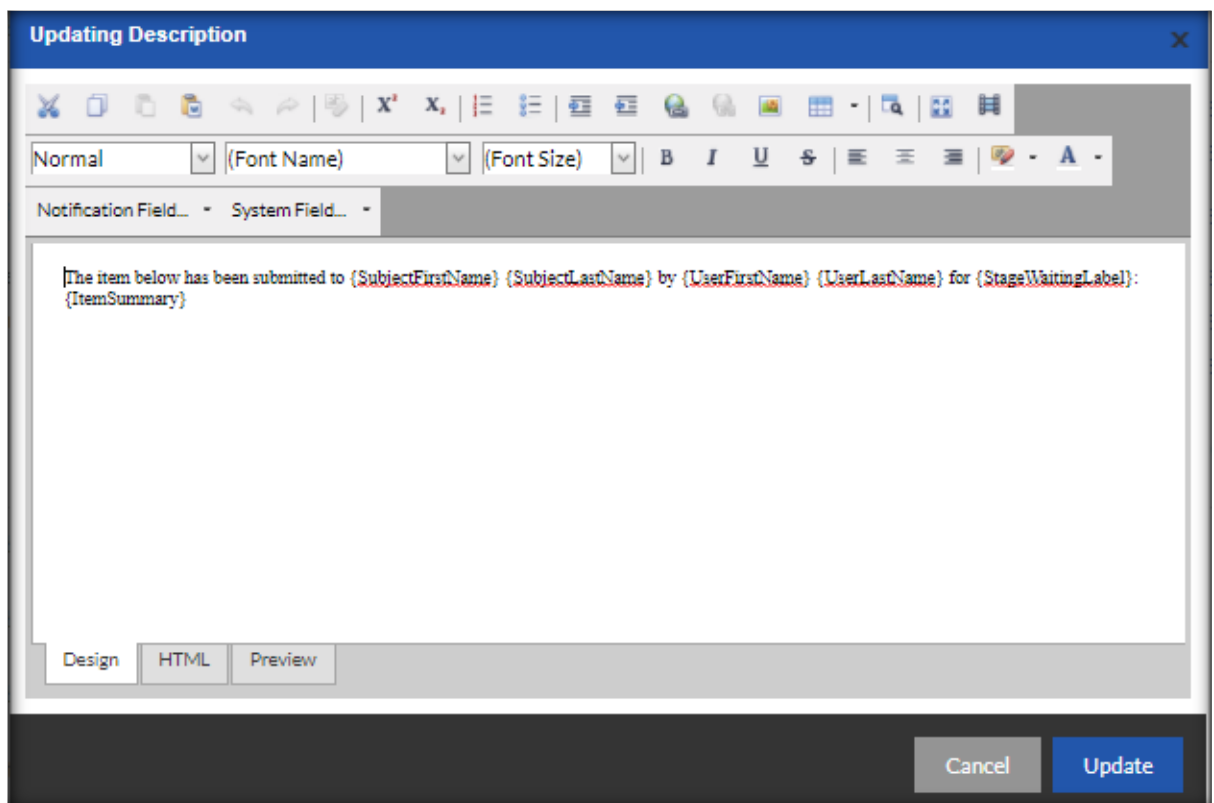 Updating Description
Normal (Font Name) (Font Size) B I U S A
Notification Field... System Field...
The item below has been submitted to {SubjectFirstName} {SubjectLastName} by {UserFirstName} {UserLastName} for {StageWaitingLabel}:
{ItemSummary}
Design HTML Preview
Cancel Update